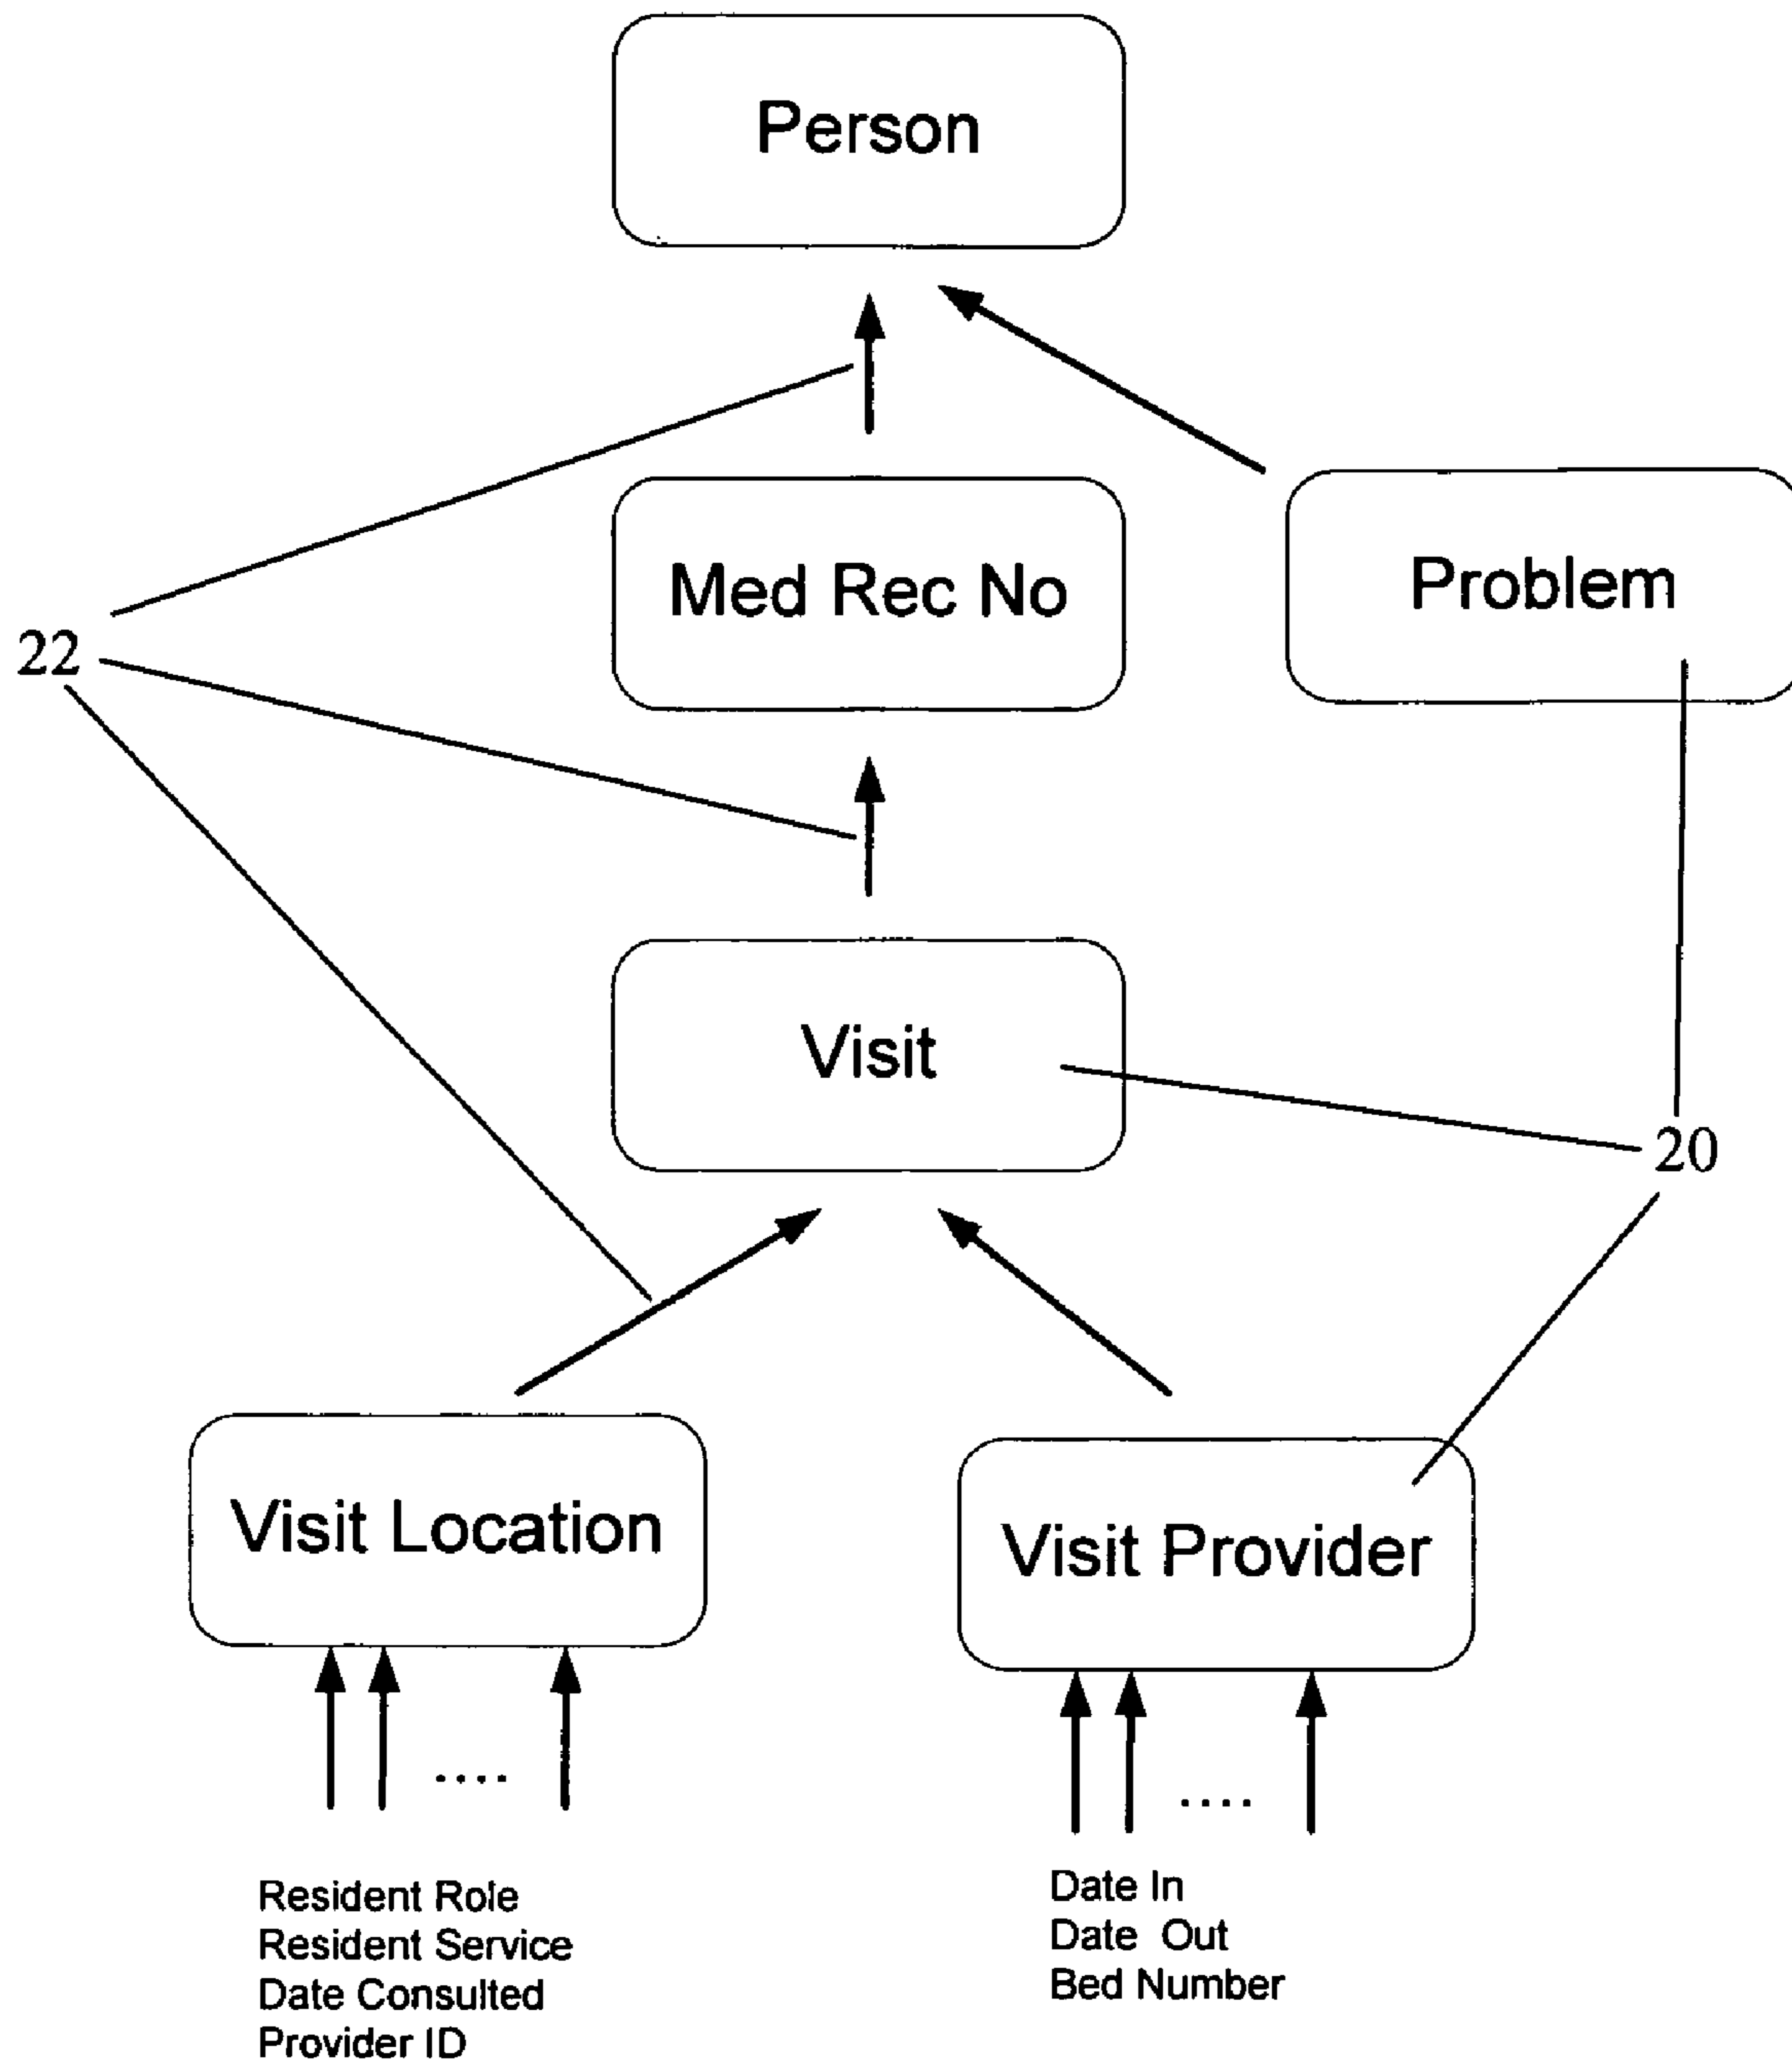 Person
Med Rec No
Problem
22
Visit
20
Visit Location
Visit Provider
....
....
Resident Role
Resident Service
Date Consulted
Provider ID
Date In
Date Out
Bed Number